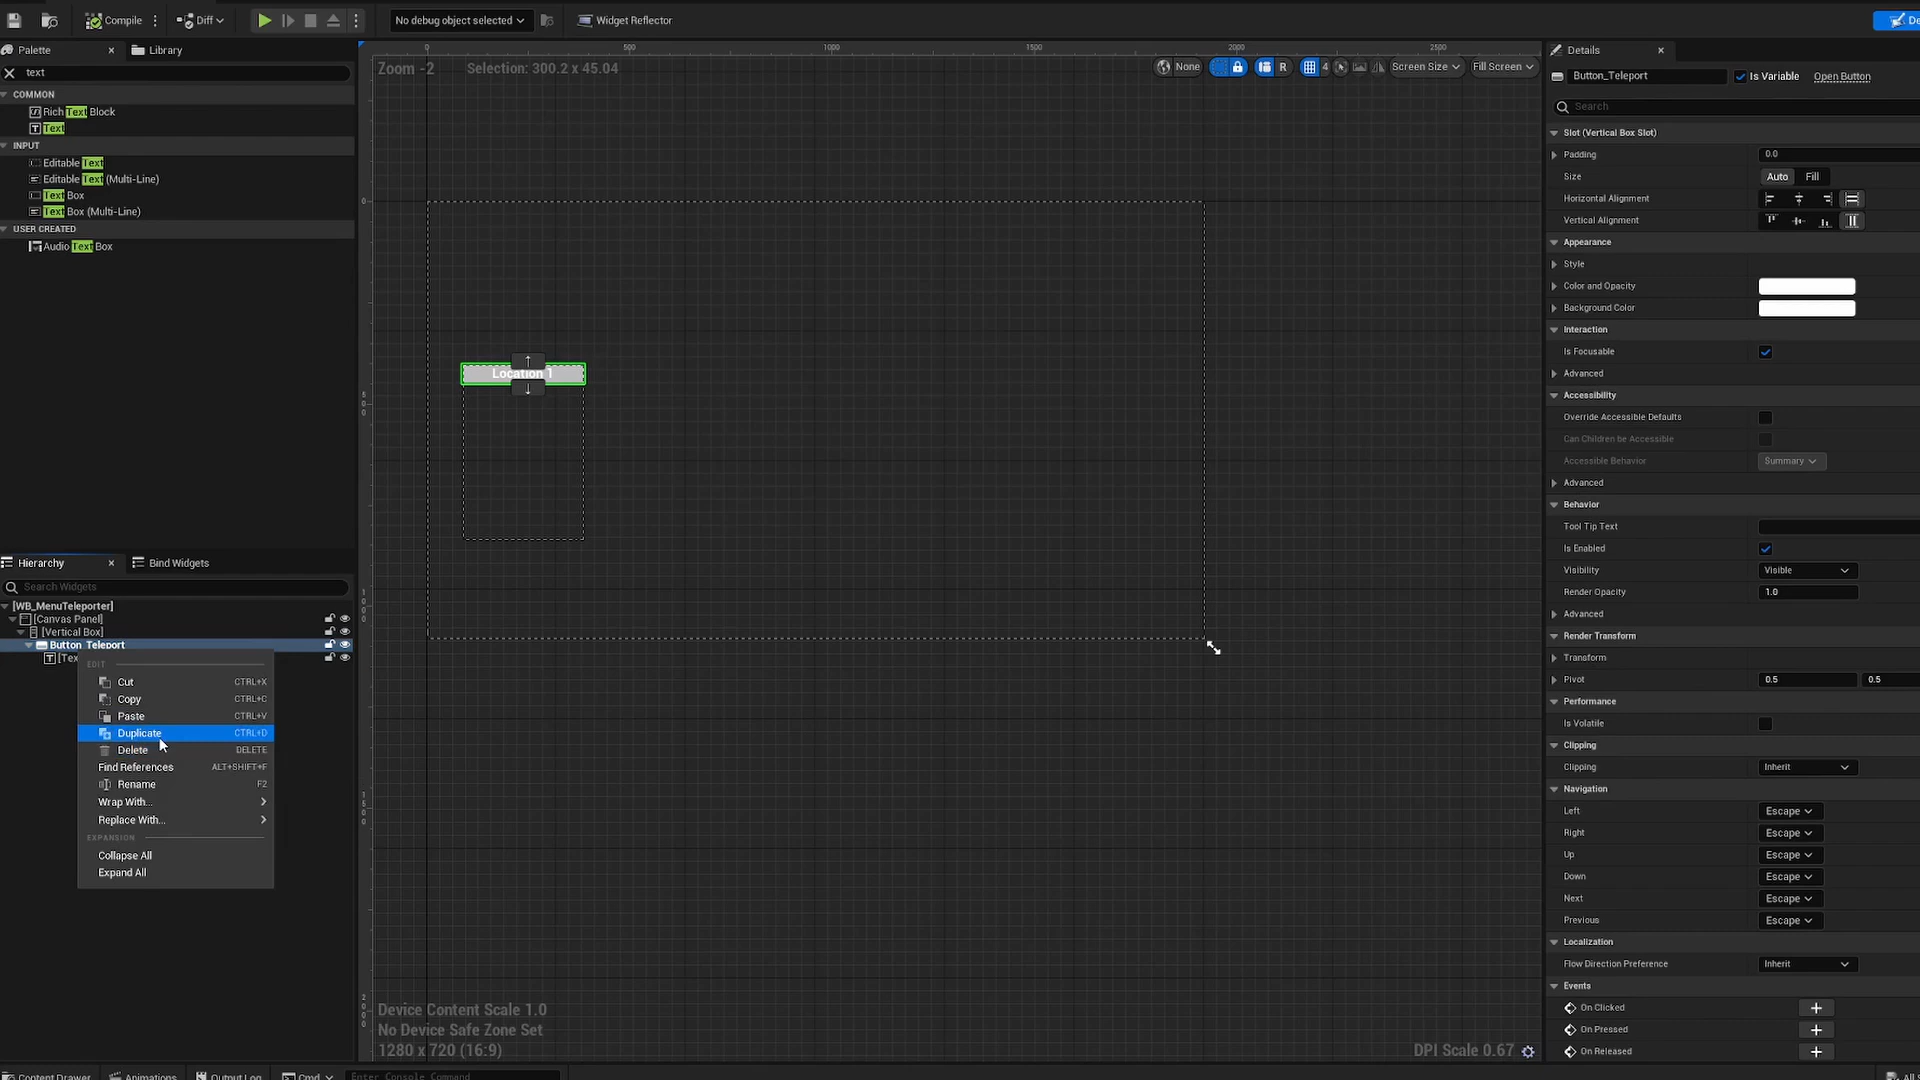 Compile
Diff
No debug object selected
Widget Reflector
De
Palette
Library
text
COMMON
Rich Text Block
Text
INPUT
Editable Text
Editable Text (Multi-Line)
Text Box
Text Box (Multi-Line)
USER CREATED
Audio Text Box
Hierarchy
Bind Widgets
Search Widgets
[WB_MenuTeleporter]
[Canvas Panel]
[Vertical Box]
Button_Teleport
[Tex
EDIT
Cut CTRL+X
Copy CTRL+C
Paste CTRL+V
Duplicate CTRL+D
Delete DELETE
Find References ALT+SHIFT+F
Rename F2
Wrap With...
Replace With...
EXPANSION
Collapse All
Expand All
Content Drawer
Animations
Output Log
Cmd
Enter Console Command
0 500 1000 1500 2000 2500
Zoom -2
Selection: 300.2 x 45.04
None
R
4
Screen Size
Fill Screen
0
500
1000
1500
2000
Location 1
Device Content Scale 1.0
No Device Safe Zone Set
1280 x 720 (16:9)
DPI Scale 0.67
Details
Button_Teleport
Is Variable
Open Button
Search
Slot (Vertical Box Slot)
Padding 0.0
Size Auto Fill
Horizontal Alignment
Vertical Alignment
Appearance
Style
Color and Opacity
Background Color
Interaction
Is Focusable
Advanced
Accessibility
Override Accessible Defaults
Can Children be Accessible
Accessible Behavior Summary
Advanced
Behavior
Tool Tip Text
Is Enabled
Visibility Visible
Render Opacity 1.0
Advanced
Render Transform
Transform
Pivot 0.5 0.5
Performance
Is Volatile
Clipping
Clipping Inherit
Navigation
Left Escape
Right Escape
Up Escape
Down Escape
Next Escape
Previous Escape
Localization
Flow Direction Preference Inherit
Events
On Clicked
On Pressed
On Released
All S